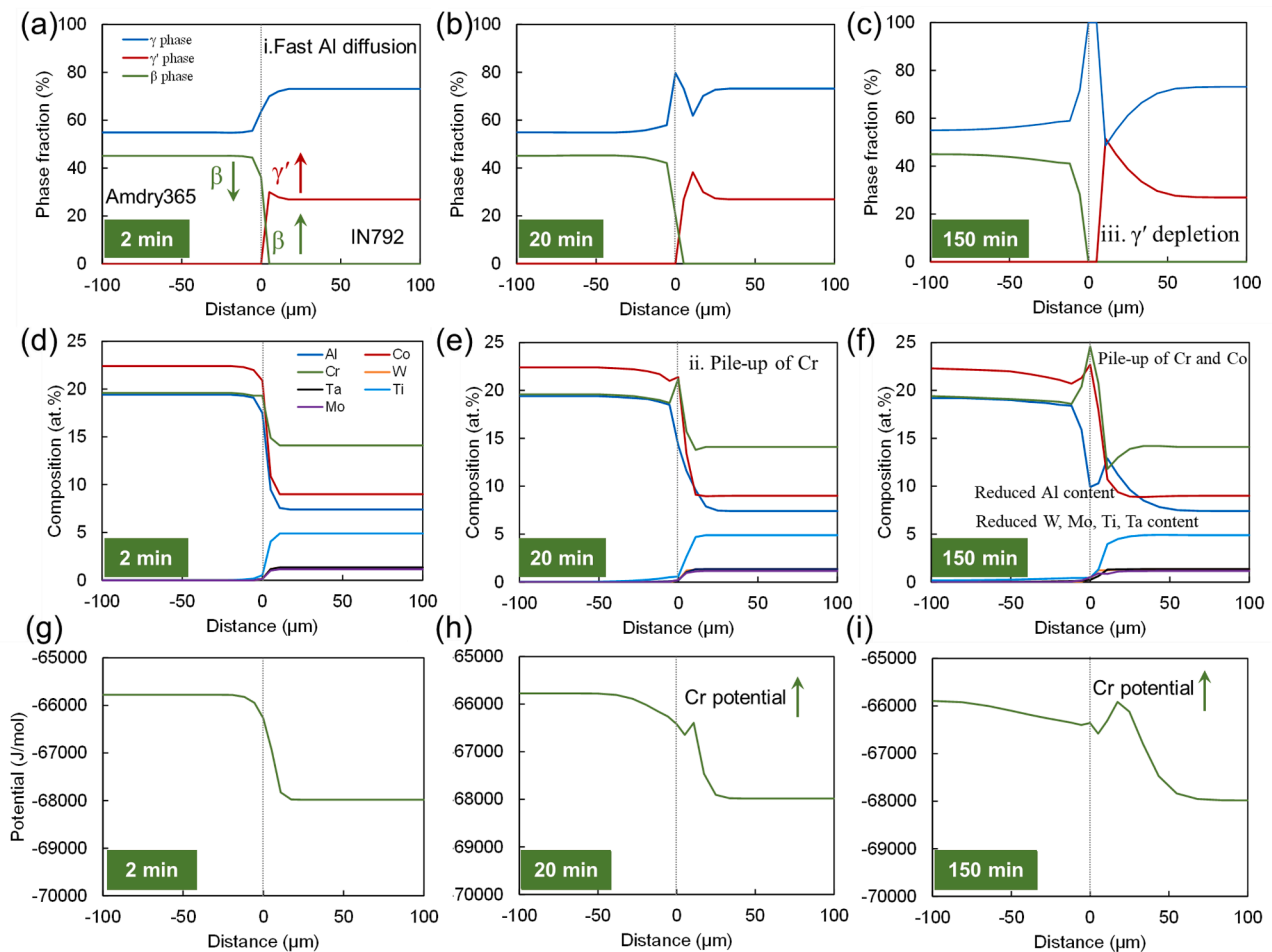 (a)
100
80
60
40
20
0
Phase fraction (%)
γ phase
γ' phase
β phase
i.Fast Al diffusion
β
γ′
β
Amdry365
IN792
2 min
-100 -50 0 50 100
Distance (µm)
(b)
100
80
60
40
20
0
Phase fraction (%)
20 min
-100 -50 0 50 100
Distance (µm)
(c)
100
80
60
40
20
0
Phase fraction (%)
iii. γ′ depletion
150 min
-100 -50 0 50 100
Distance (µm)
(d)
25
20
15
10
5
0
Composition (at.%)
Al Co
Cr W
Ta Ti
Mo
2 min
-100 -50 0 50 100
Distance (µm)
(e)
25
20
15
10
5
0
Composition (at.%)
ii. Pile-up of Cr
20 min
-100 -50 0 50 100
Distance (µm)
(f)
25
20
15
10
5
0
Composition (at.%)
Pile-up of Cr and Co
Reduced Al content
Reduced W, Mo, Ti, Ta content
150 min
-100 -50 0 50 100
Distance (µm)
(g)
-65000
-66000
-67000
-68000
-69000
-70000
Potential (J/mol)
2 min
-100 -50 0 50 100
Distance (µm)
(h)
-65000
-66000
-67000
-68000
-69000
-70000
Cr potential
20 min
-100 -50 0 50 100
Distance (µm)
(i)
-65000
-66000
-67000
-68000
-69000
-70000
Cr potential
150 min
-100 -50 0 50 100
Distance (µm)